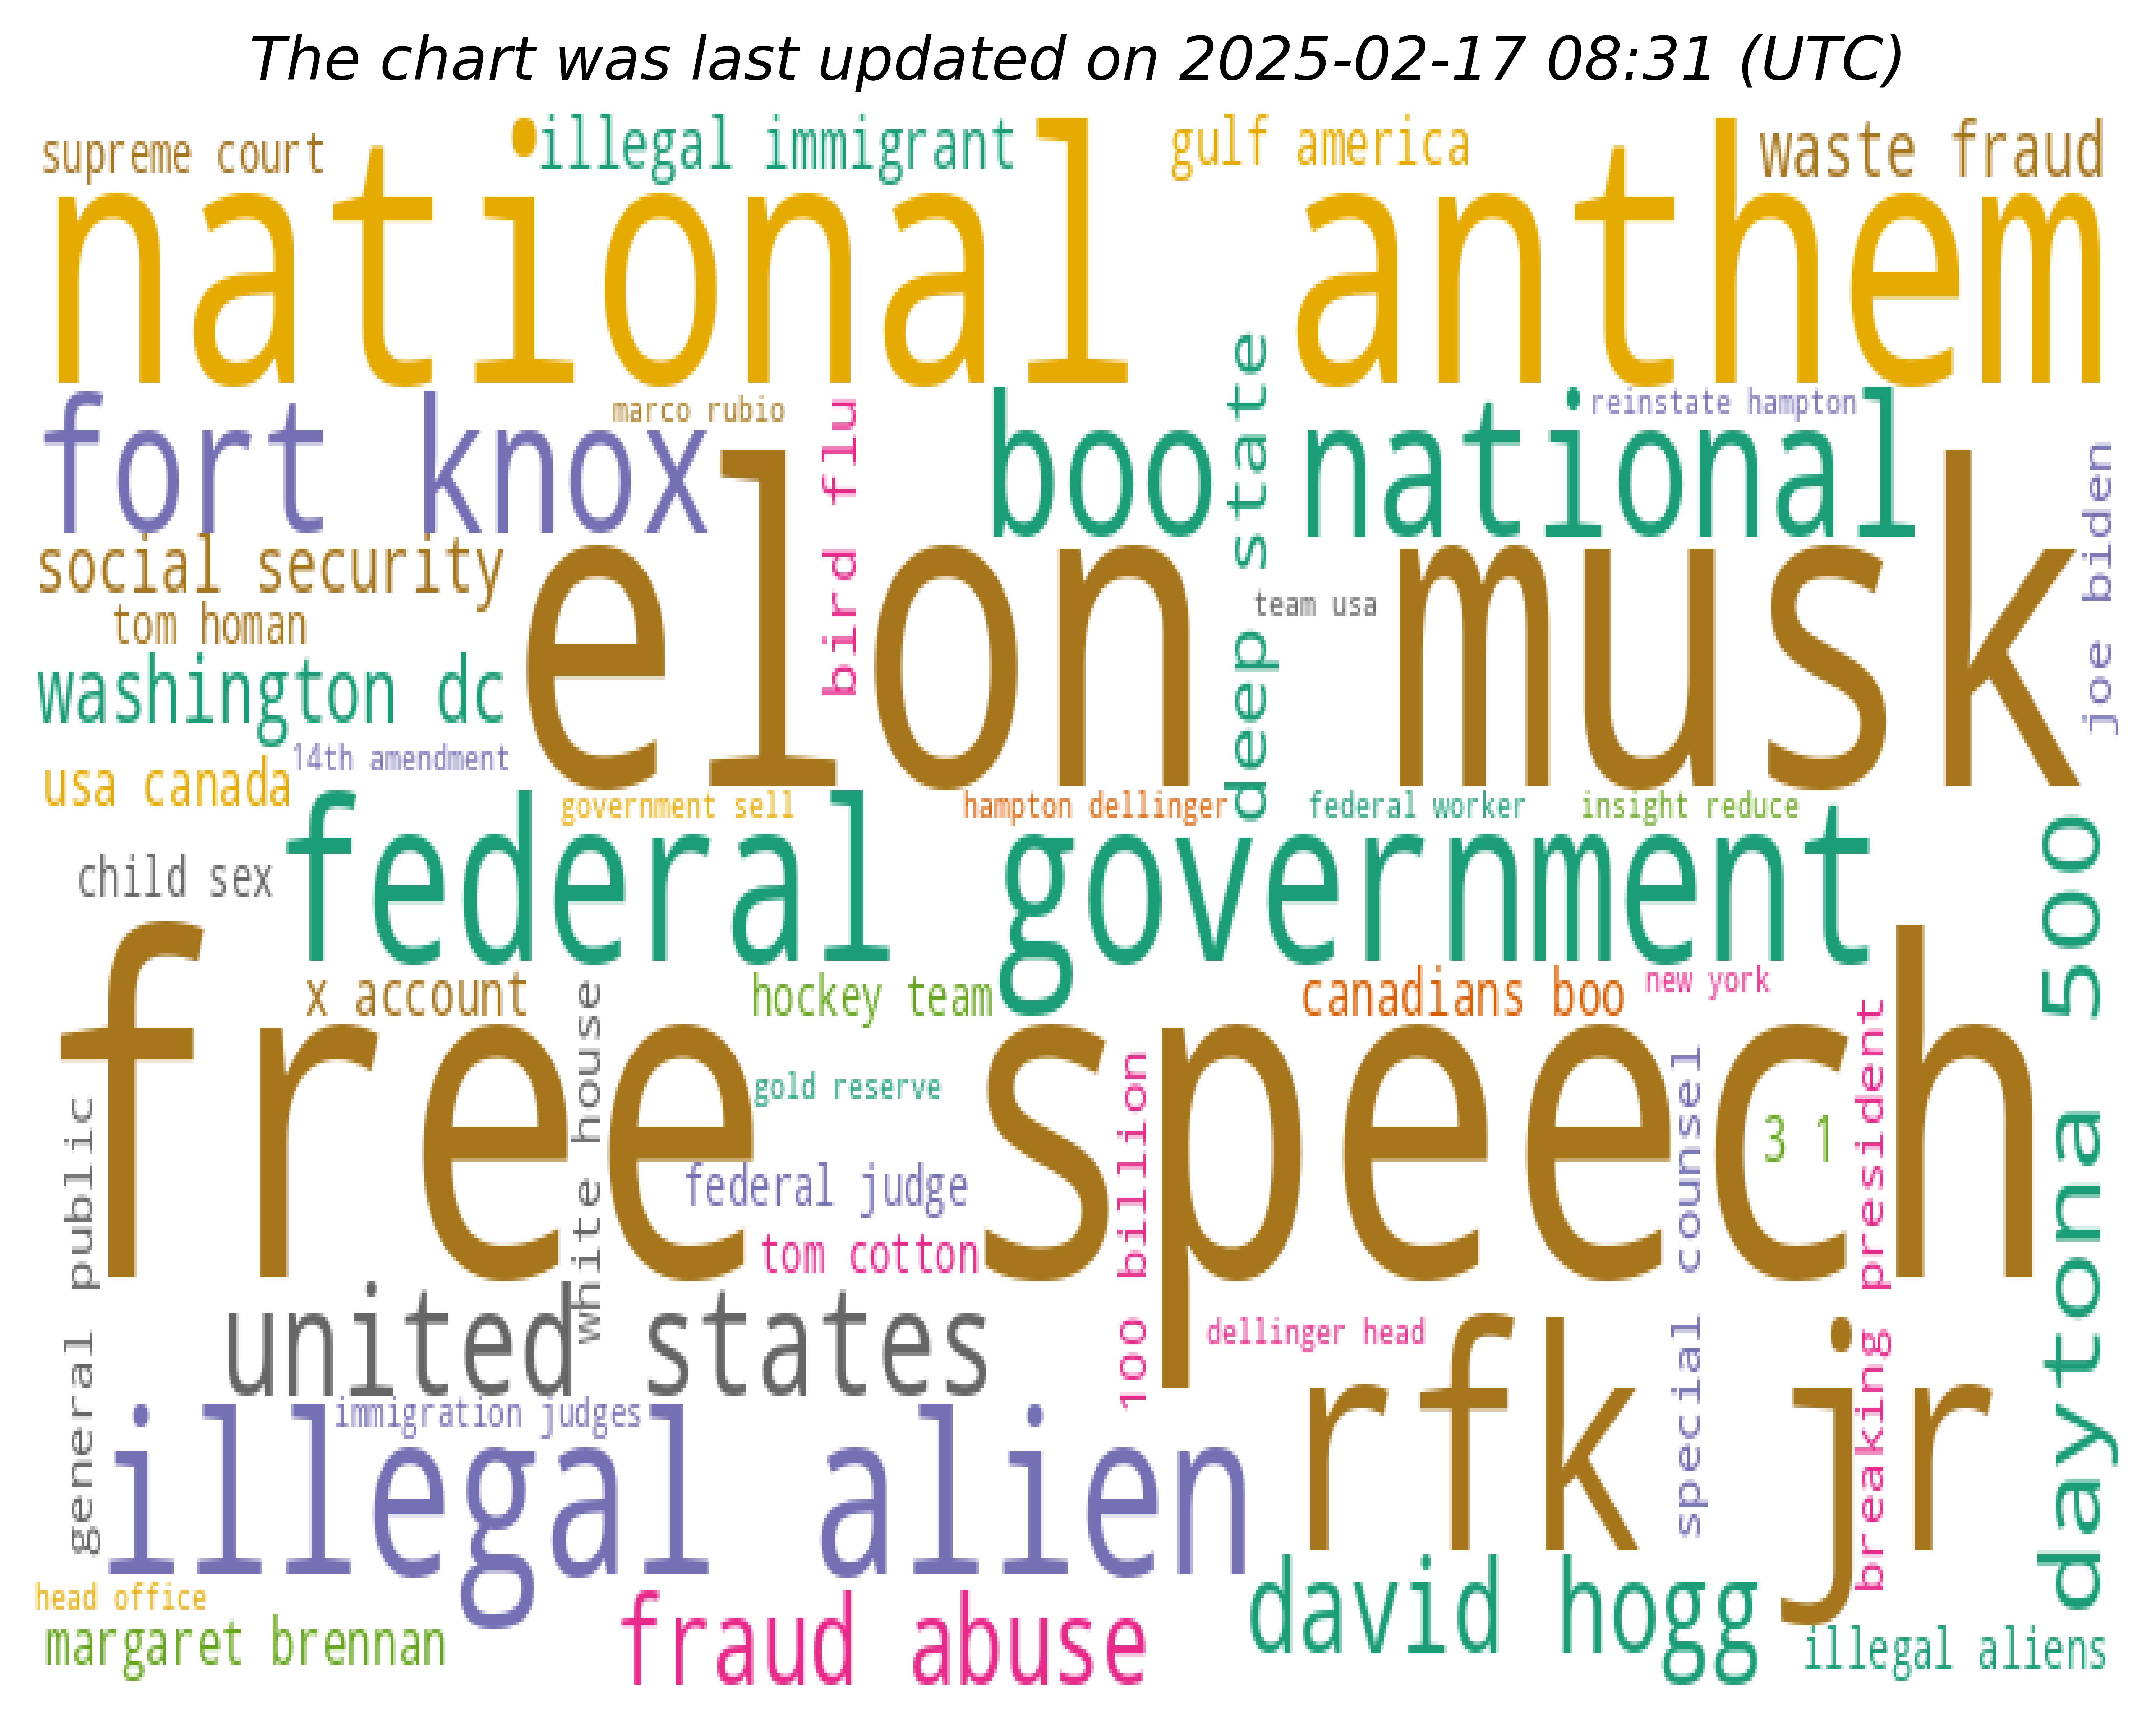 The chart was last updated on 2025-02-17 08:31 (UTC)
supreme court
illegal immigrant
gulf america
waste fraud
national anthem
fort knox
marco rubio
bird flu
boo national
deep state
reinstate hampton
joe biden
social security
elon musk
tom homan
team usa
washington dc
14th amendment
usa canada
government sell
hampton dellinger
federal worker
insight reduce
child sex
federal government
daytona 500
x account
hockey team
canadians boo
new york
free speech
white house
gold reserve
100 billion
special counsel
3 1
breaking president
general public
federal judge
tom cotton
united states
dellinger head
rfk jr
immigration judges
illegal alien
head office
margaret brennan
fraud abuse
david hogg
illegal aliens